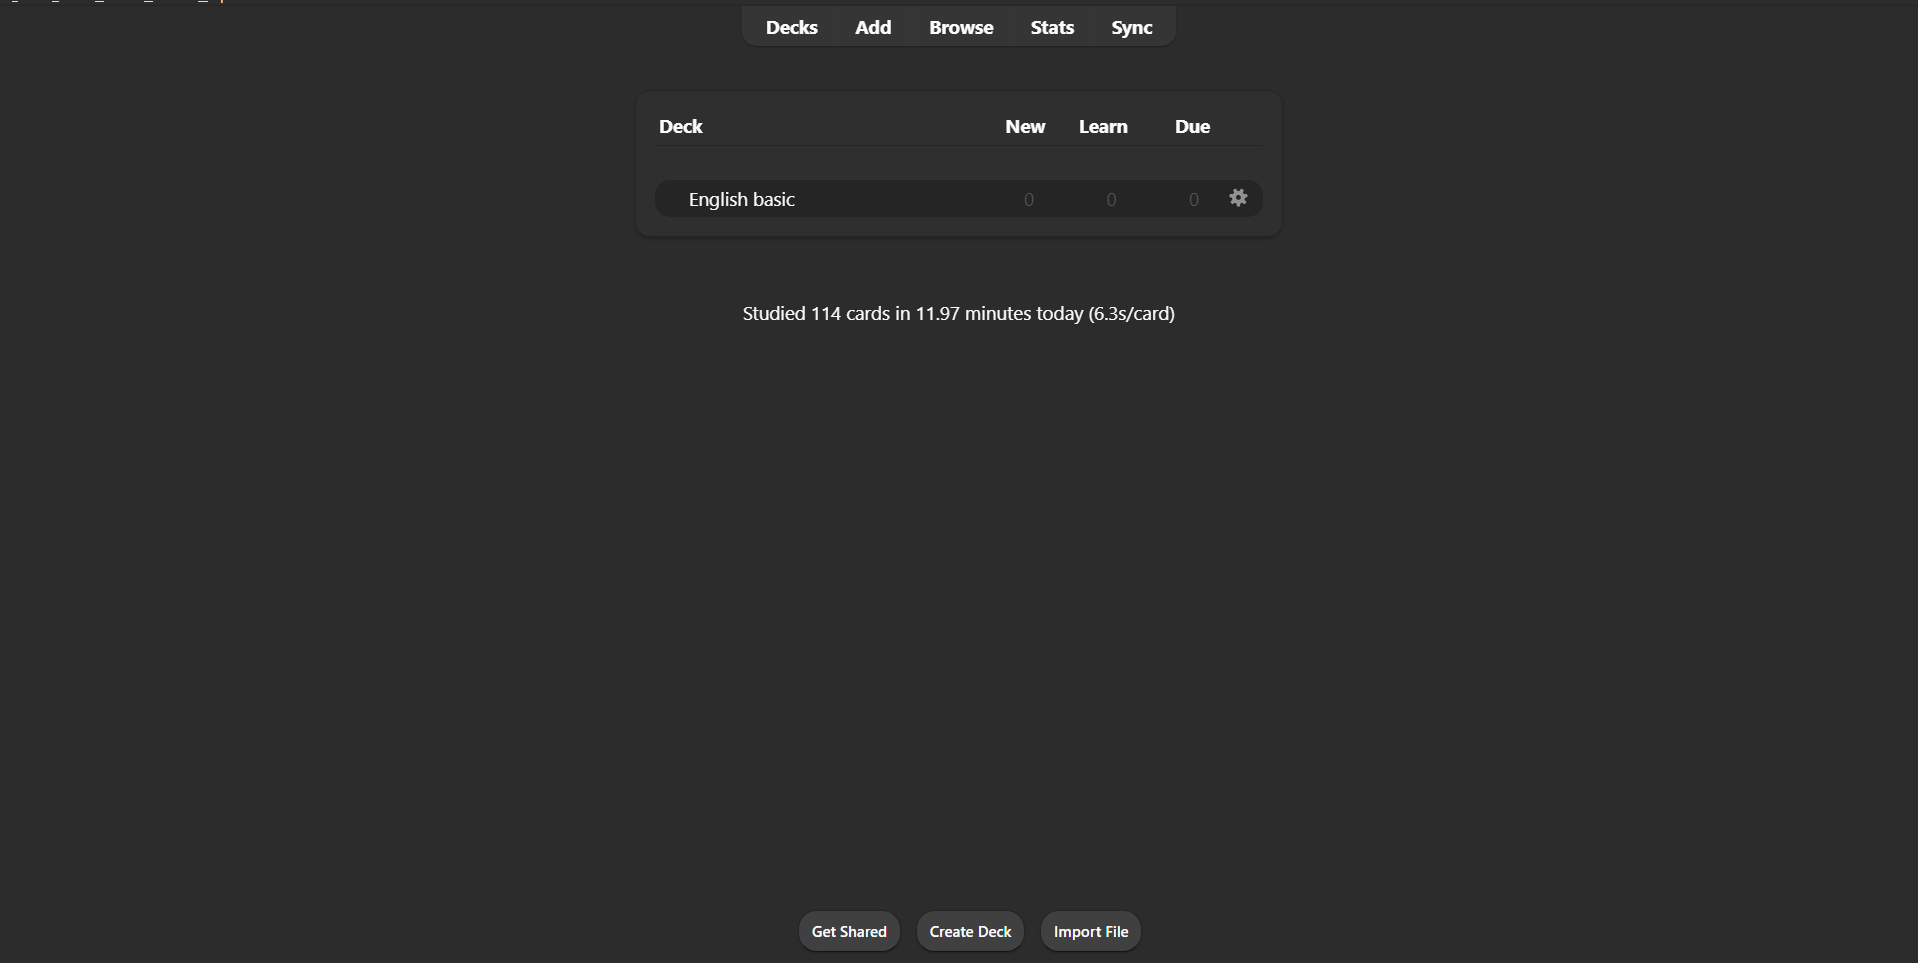 Decks Add Browse Stats Sync
Deck New Learn Due
English basic 0 0 0
Studied 114 cards in 11.97 minutes today (6.3s/card)
Get Shared Create Deck Import File